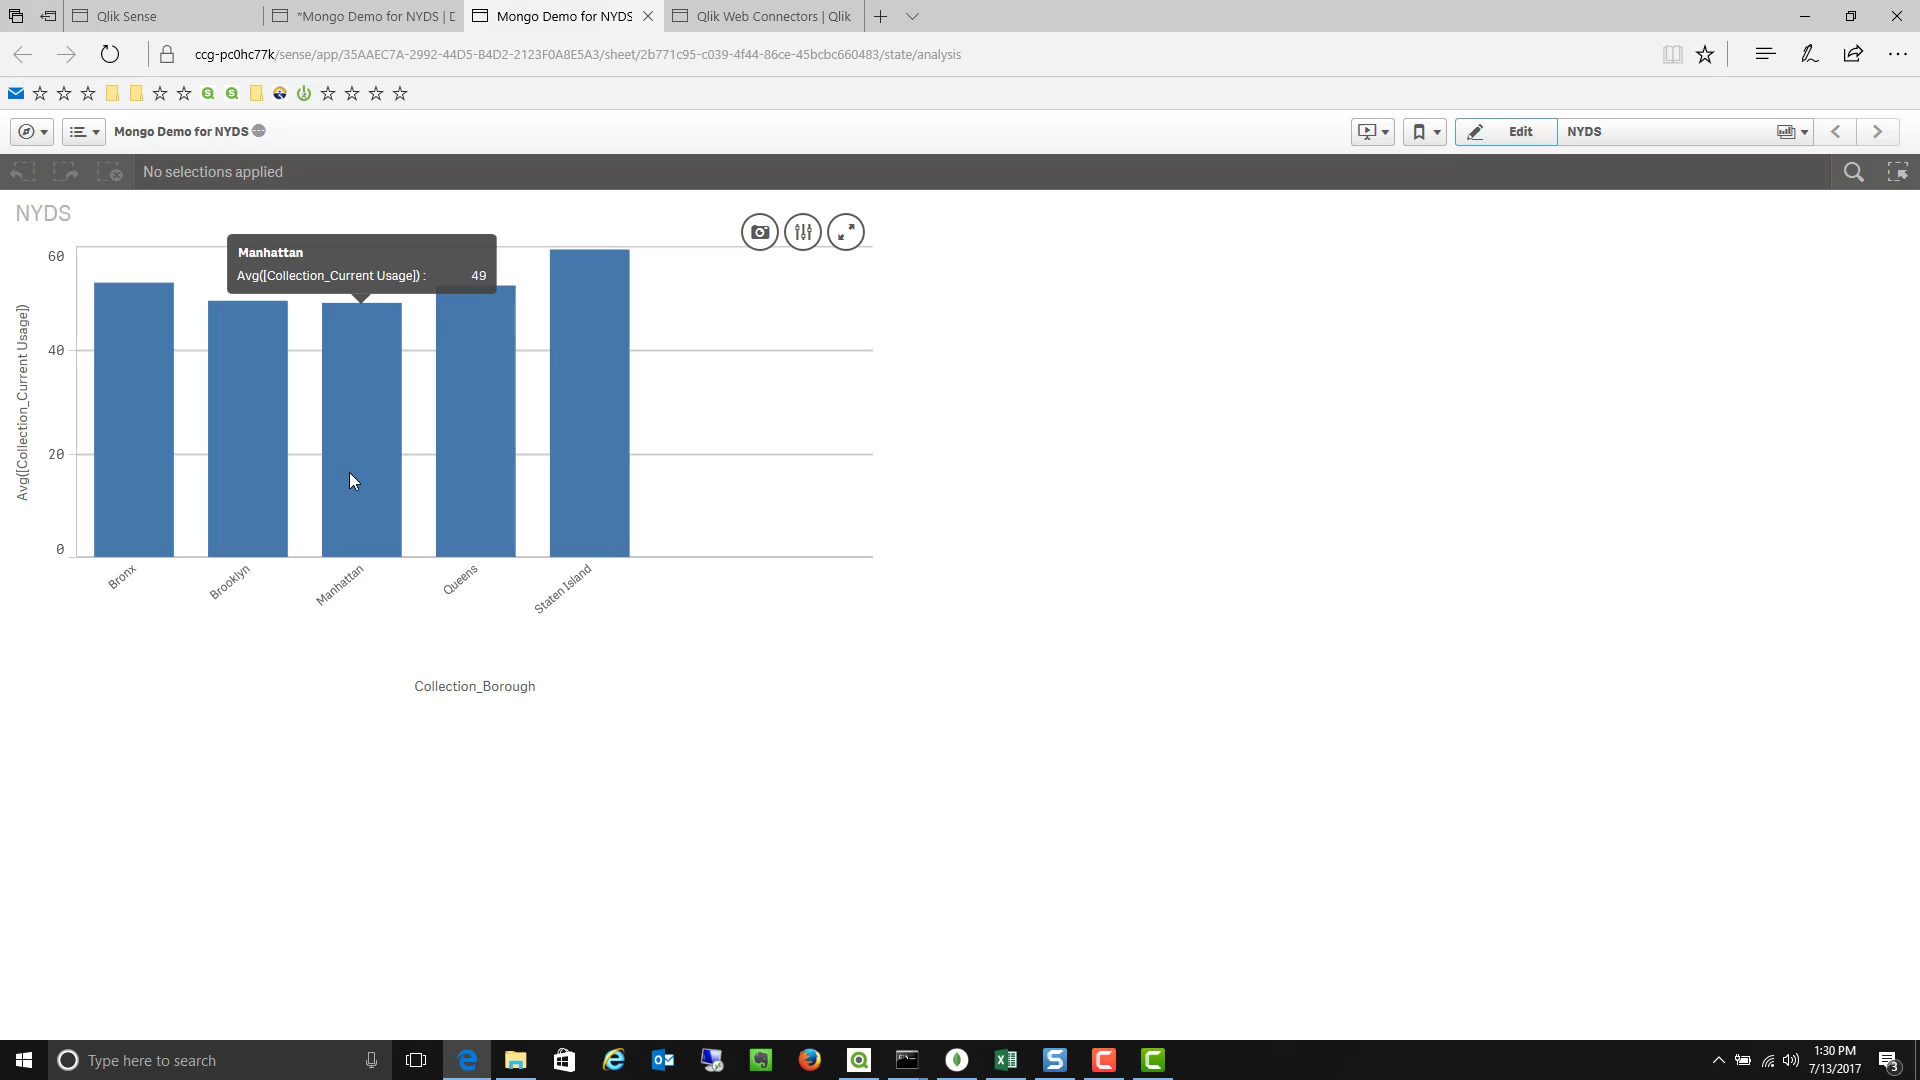 Qlik Sense
*Mongo Demo for NYDS | D
Mongo Demo for NYDS
Qlik Web Connectors | Qlik
ccg-pc0hc77k/sense/app/35AAEC7A-2992-44D5-B4D2-2123F0A8E5A3/sheet/2b771c95-c039-4f44-86ce-45bcbc660483/state/analysis
Mongo Demo for NYDS
Edit
NYDS
No selections applied
NYDS
Manhattan
Avg([Collection_Current Usage]) : 49
Avg([Collection_Current Usage])
60
40
20
0
Bronx
Brooklyn
Manhattan
Queens
Staten Island
Collection_Borough
Type here to search
1:30 PM
7/13/2017
3